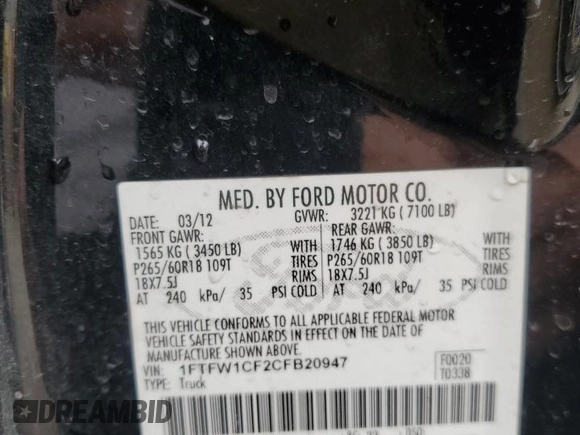 MFD. BY FORD MOTOR CO.
DATE: 03/12 GVWR: 3221 KG ( 7100 LB)
FRONT GAWR: REAR GAWR:
1565 KG ( 3450 LB) WITH 1746 KG ( 3850 LB) WITH
P265/60R18 109T TIRES P265/60R18 109T TIRES
18X7.5J RIMS 18X7.5J RIMS
AT 240 kPa/ 35 PSI COLD AT 240 kPa/ 35 PSI COLD
Ford
THIS VEHICLE CONFORMS TO ALL APPLICABLE FEDERAL MOTOR
VEHICLE SAFETY STANDARDS IN EFFECT ON THE DATE OF
MANUFACTURE SHOWN ABOVE.
VIN: 1FTFW1CF2CFB20947 F0020
TYPE: Truck T0338
DREAMBID